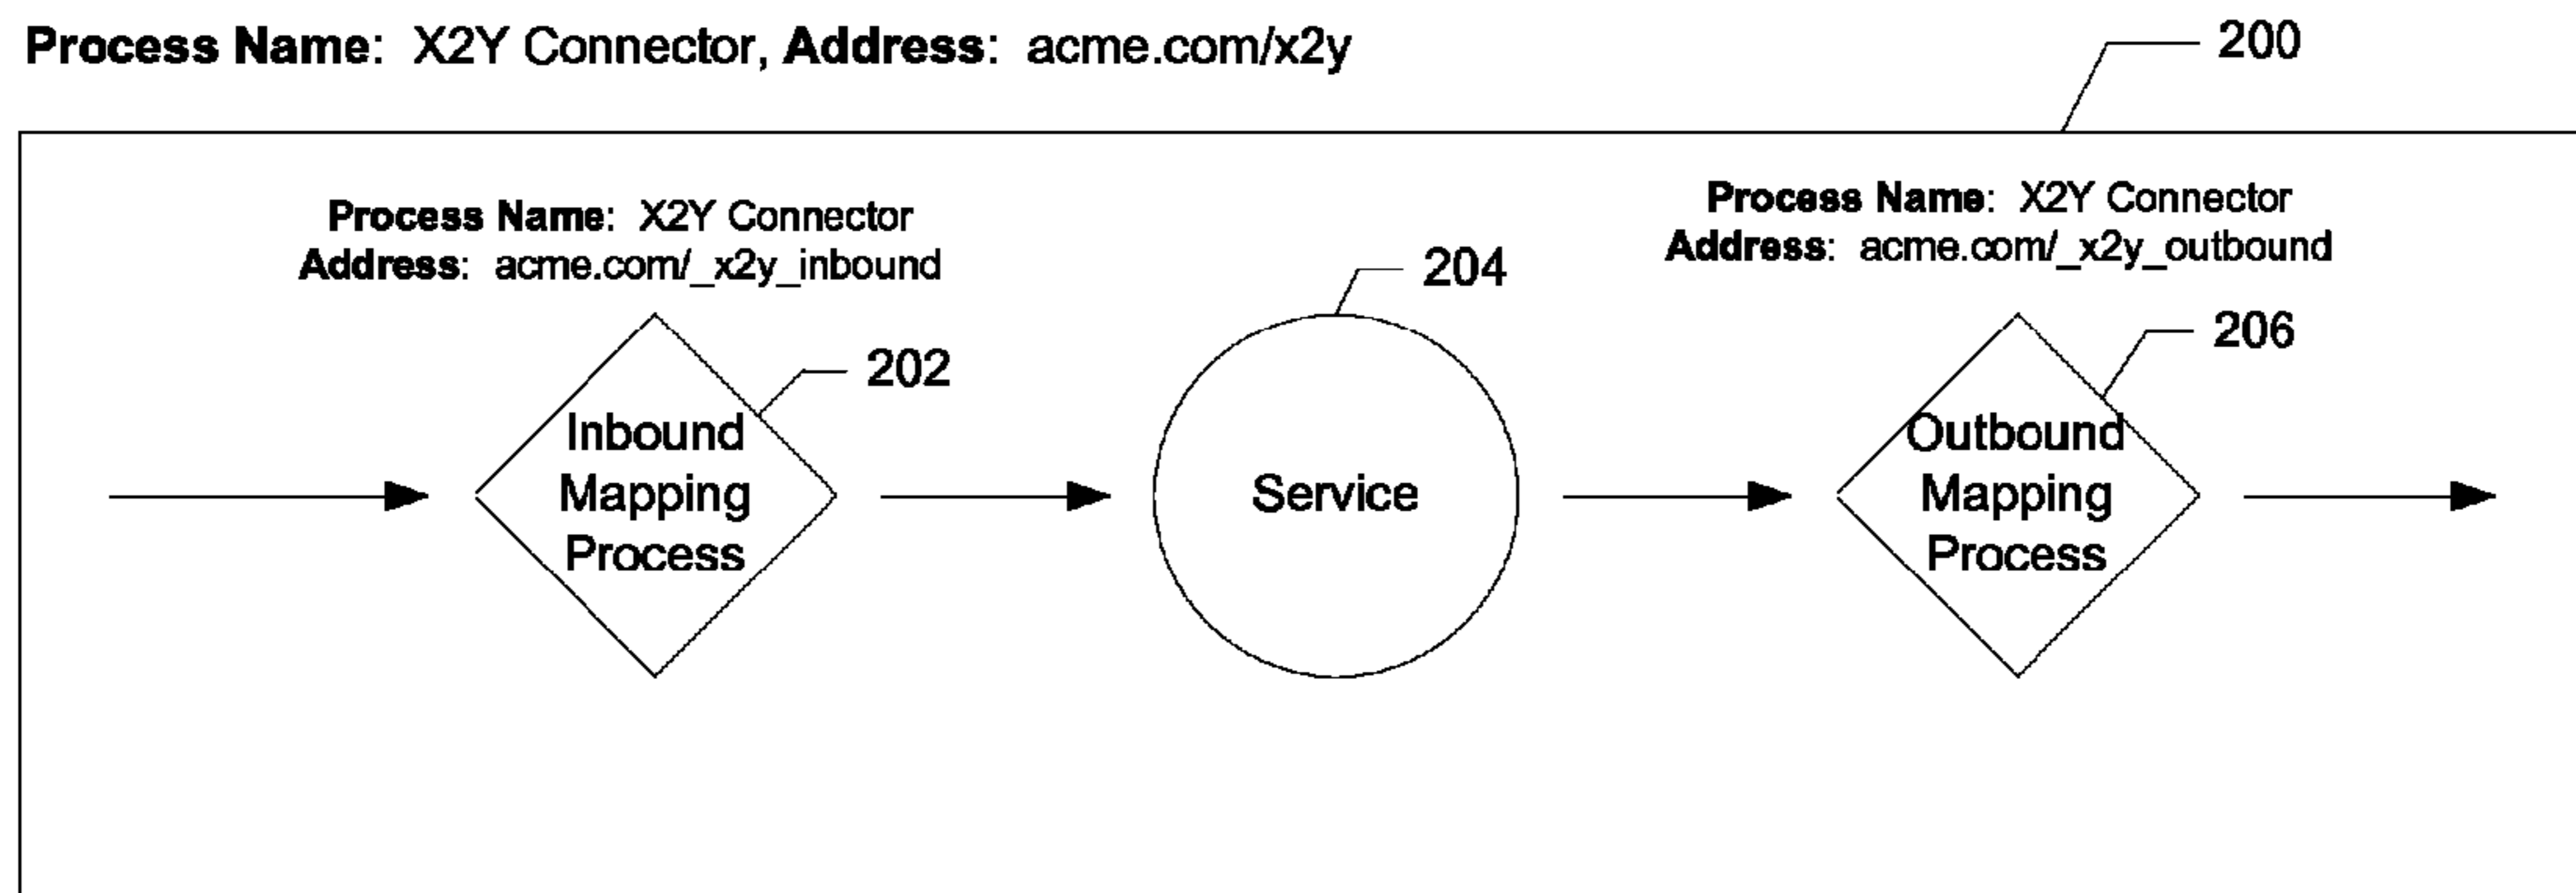 Process Name: X2Y Connector, Address: acme.com/x2y
200
Process Name: X2Y Connector
Address: acme.com/_x2y_inbound
Process Name: X2Y Connector
Address: acme.com/_x2y_outbound
204
206
202
Inbound
Mapping
Process
Service
Outbound
Mapping
Process